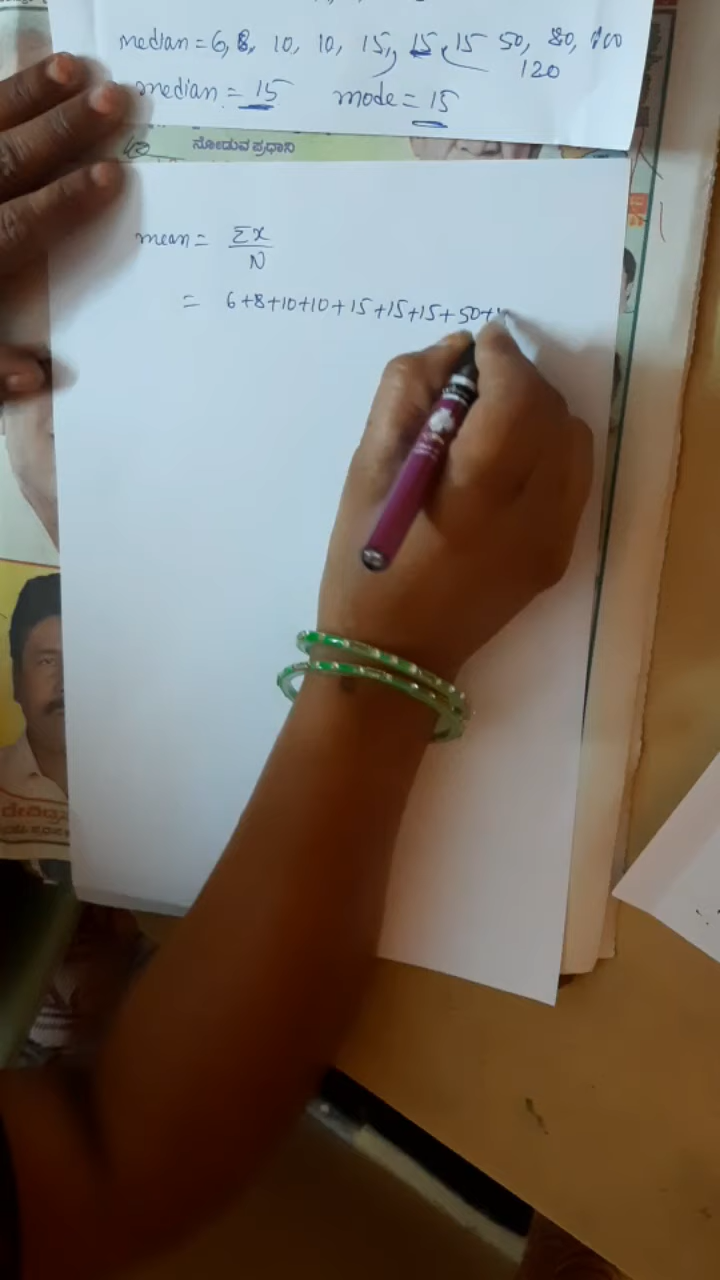 median = 6, 8, 10, 10, 15, 15, 15 50, 80, 100
120
median = 15 mode = 15
ನೋಡುವ ಪ್ರಧಾನಿ
mean = Σx
N
= 6+8+10+10+15+15+15+50+